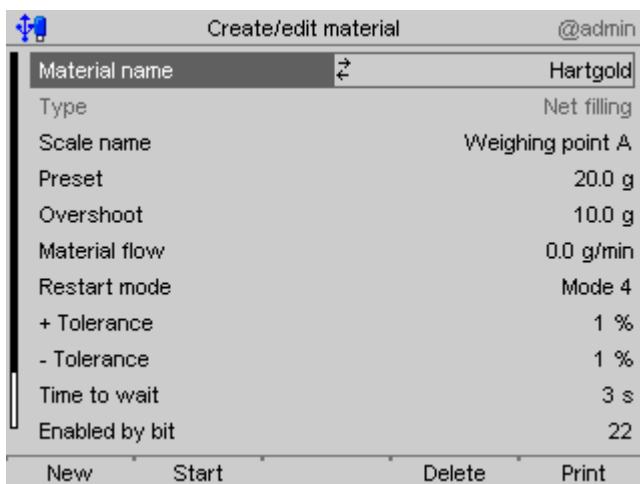 Create/edit material @admin
Material name Hartgold
Type Net filling
Scale name Weighing point A
Preset 20.0 g
Overshoot 10.0 g
Material flow 0.0 g/min
Restart mode Mode 4
+ Tolerance 1 %
- Tolerance 1 %
Time to wait 3 s
Enabled by bit 22
New Start Delete Print